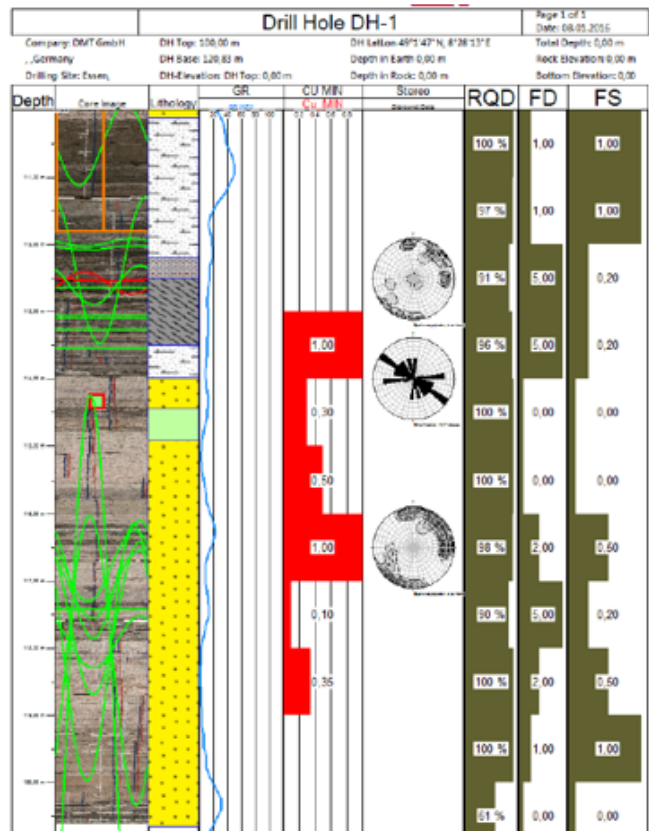 Drill Hole DH-1
Page 1 of 1
Date: 08.05.2016
Company: DMT GmbH
DH Top: 100,00 m
Total Depth: 0,00 m
, ,Germany
DH Base: 120,83 m
Depth in Earth 0,00 m
Rock Elevation 0,00 m
Drilling Site: Essen,
DH-Elevation: DH Top: 0,00 m
Depth in Rock: 0,00 m
Bottom Elevation: 0,00
Depth
Core Image
Lithology
GR
CU MIN
Cu_MIN
Stereo
RQD
FD
FS
20 40 60 80 100
100 % 1,00 1,00
97 % 1,00 1,00
91 % 5,00 0,20
1,00 96 % 5,00 0,20
0,30 100 % 0,00 0,00
0,50 100 % 0,00 0,00
1,00 98 % 2,00 0,50
0,10 90 % 5,00 0,20
0,35 100 % 2,00 0,50
100 % 1,00 1,00
61 % 0,00 0,00